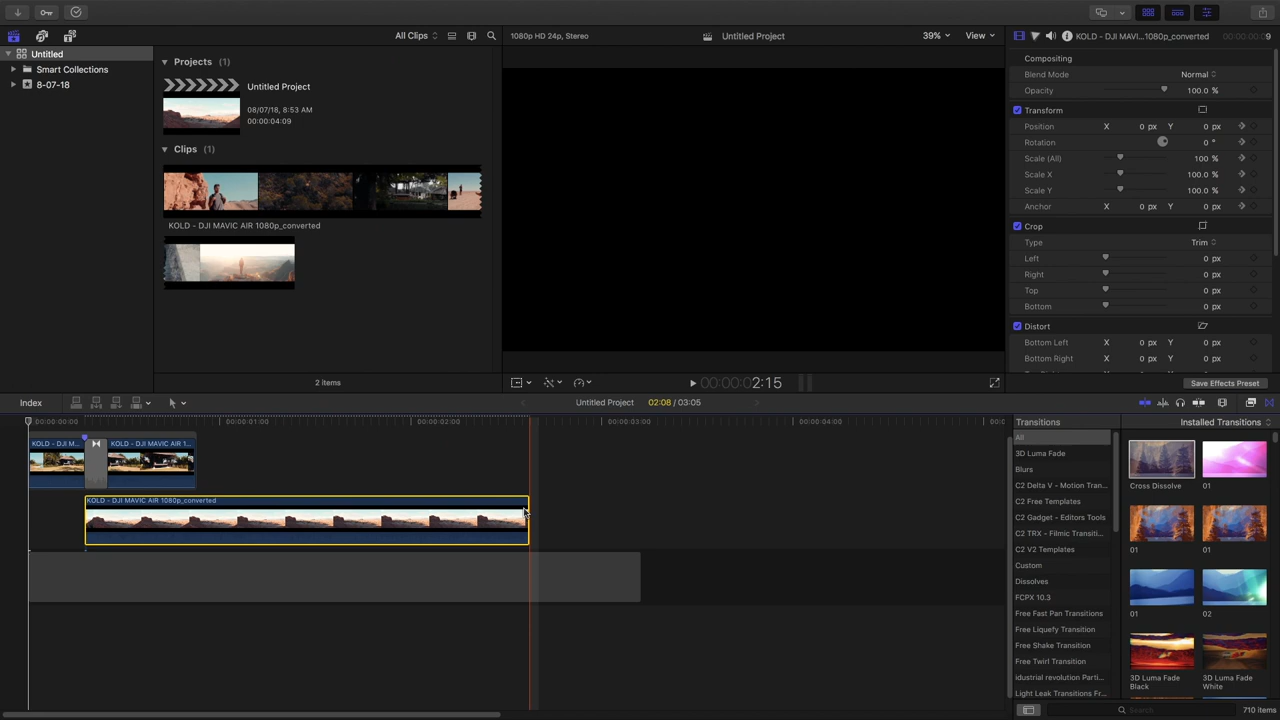 All Clips
1080p HD 24p, Stereo
Untitled Project
39%
View
KOLD - DJI MAVI...1080p_converted
9
Untitled
Smart Collections
8-07-18
Projects (1)
Untitled Project
08/07/18, 8:53 AM
00:00:04:09
Clips (1)
KOLD - DJI MAVIC AIR 1080p_converted
2 items
00:00:00:02:15
Compositing
Blend Mode Normal
Opacity 100.0 %
Transform
Position X 0 px Y 0 px
Rotation 0 °
Scale (All) 100 %
Scale X 100.0 %
Scale Y 100.0 %
Anchor X 0 px Y 0 px
Crop
Type Trim
Left 0 px
Right 0 px
Top 0 px
Bottom 0 px
Distort
Bottom Left X 0 px Y 0 px
Bottom Right X 0 px Y 0 px
Save Effects Preset
Index
Untitled Project
02:08 / 03:05
00:00:00:00
00:00:01:00
00:00:02:00
00:00:03:00
00:00:04:00
KOLD - DJI M...
KOLD - DJI MAVIC AIR 1...
KOLD - DJI MAVIC AIR 1080p_converted
Transitions
Installed Transitions
All
3D Luma Fade
Blurs
C2 Delta V - Motion Tran...
C2 Free Templates
C2 Gadget - Editors Tools
C2 TRX - Filmic Transiti...
C2 V2 Templates
Custom
Dissolves
FCPX 10.3
Free Fast Pan Transitions
Free Liquefy Transition
Free Shake Transition
Free Twirl Transition
idustrial revolution Parti...
Light Leak Transitions Fr...
Cross Dissolve
01
01
01
01
02
3D Luma Fade Black
3D Luma Fade White
Search
710 items